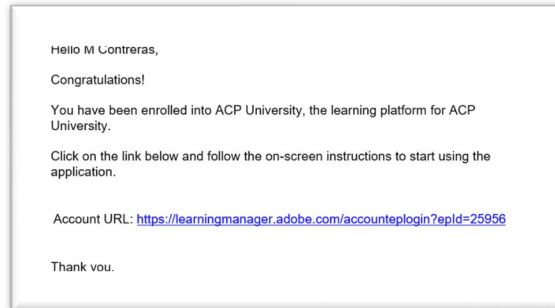 Hello M Contreras,
Congratulations!
You have been enrolled into ACP University, the learning platform for ACP
University.
Click on the link below and follow the on-screen instructions to start using the
application.
Account URL: https://learningmanager.adobe.com/accounteplogin?epId=25956
Thank you.